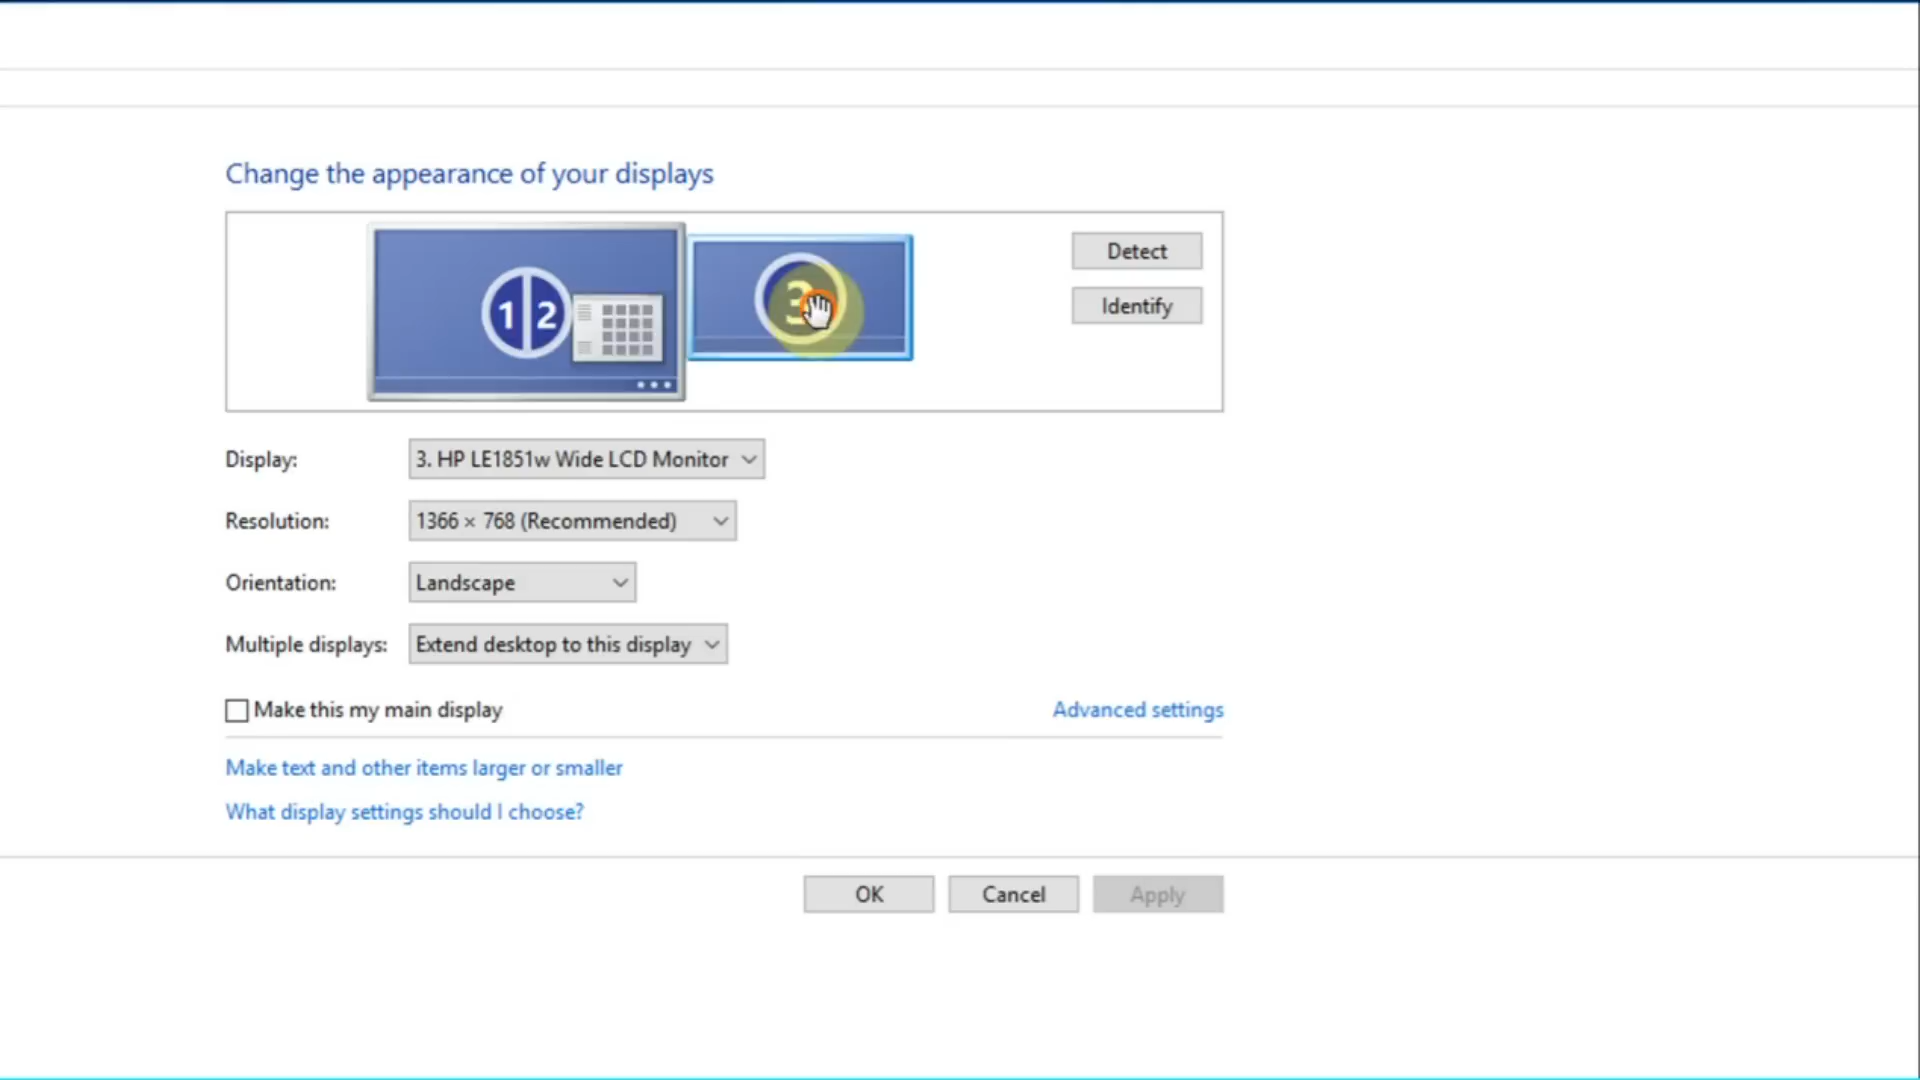 Change the appearance of your displays
1 2
3
Detect
Identify
Display: 3. HP LE1851w Wide LCD Monitor
Resolution: 1366 × 768 (Recommended)
Orientation: Landscape
Multiple displays: Extend desktop to this display
Make this my main display
Advanced settings
Make text and other items larger or smaller
What display settings should I choose?
OK Cancel Apply